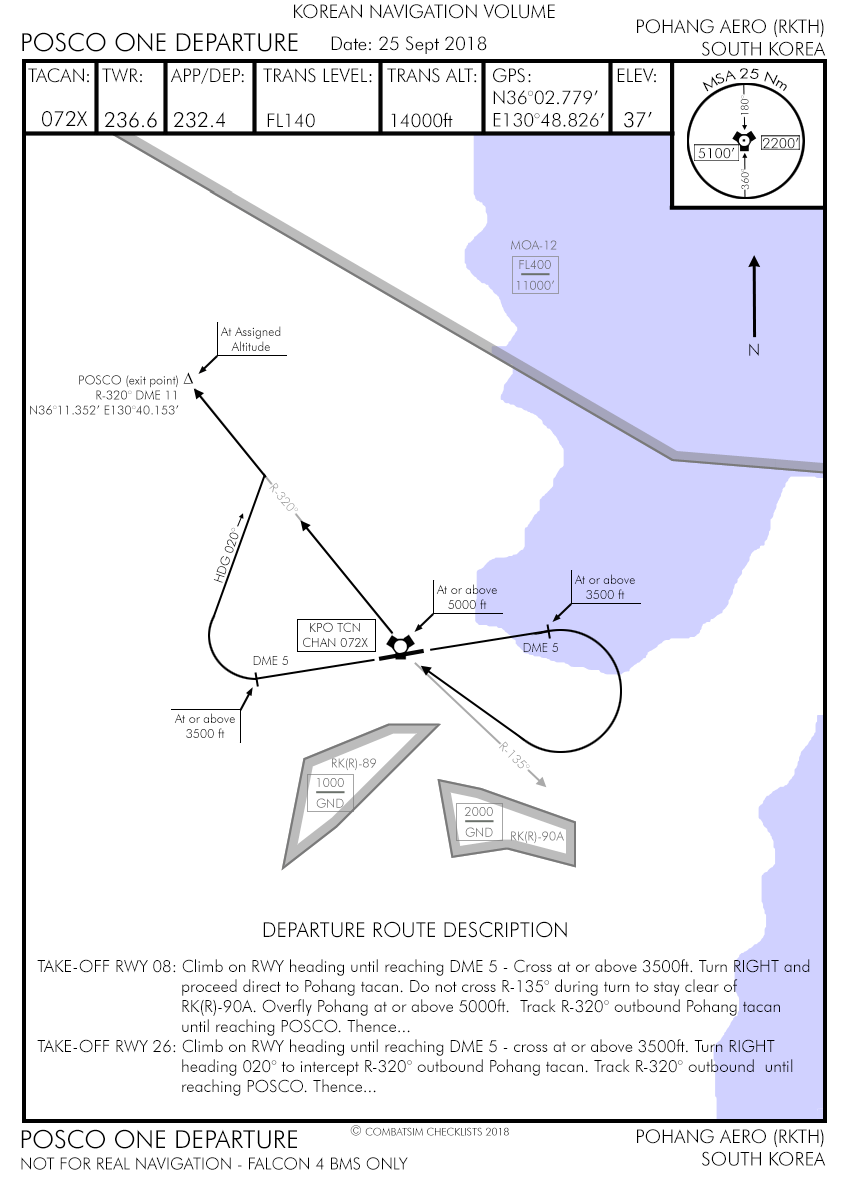 KOREAN NAVIGATION VOLUME
POSCO ONE DEPARTURE
Date: 25 Sept 2018
POHANG AERO (RKTH)
SOUTH KOREA
TACAN:
072X
TWR:
236.6
APP/DEP:
232.4
TRANS LEVEL:
FL140
TRANS ALT:
14000ft
GPS:
N36°02.779'
E130°48.826'
ELEV:
37'
MSA 25 Nm
180°
5100'
2200'
360°
MOA-12
FL400
11000'
N
At Assigned
Altitude
POSCO (exit point) Δ
R-320° DME 11
N36°11.352' E130°40.153'
R-320°
HDG 020°
At or above
5000 ft
At or above
3500 ft
KPO TCN
CHAN 072X
DME 5
DME 5
At or above
3500 ft
R-135°
RK(R)-89
1000
GND
2000
GND
RK(R)-90A
DEPARTURE ROUTE DESCRIPTION
TAKE-OFF RWY 08: Climb on RWY heading until reaching DME 5 - Cross at or above 3500ft. Turn RIGHT and
proceed direct to Pohang tacan. Do not cross R-135° during turn to stay clear of
RK(R)-90A. Overfly Pohang at or above 5000ft. Track R-320° outbound Pohang tacan
until reaching POSCO. Thence...
TAKE-OFF RWY 26: Climb on RWY heading until reaching DME 5 - cross at or above 3500ft. Turn RIGHT
heading 020° to intercept R-320° outbound Pohang tacan. Track R-320° outbound until
reaching POSCO. Thence...
POSCO ONE DEPARTURE
NOT FOR REAL NAVIGATION - FALCON 4 BMS ONLY
© COMBATSIM CHECKLISTS 2018
POHANG AERO (RKTH)
SOUTH KOREA